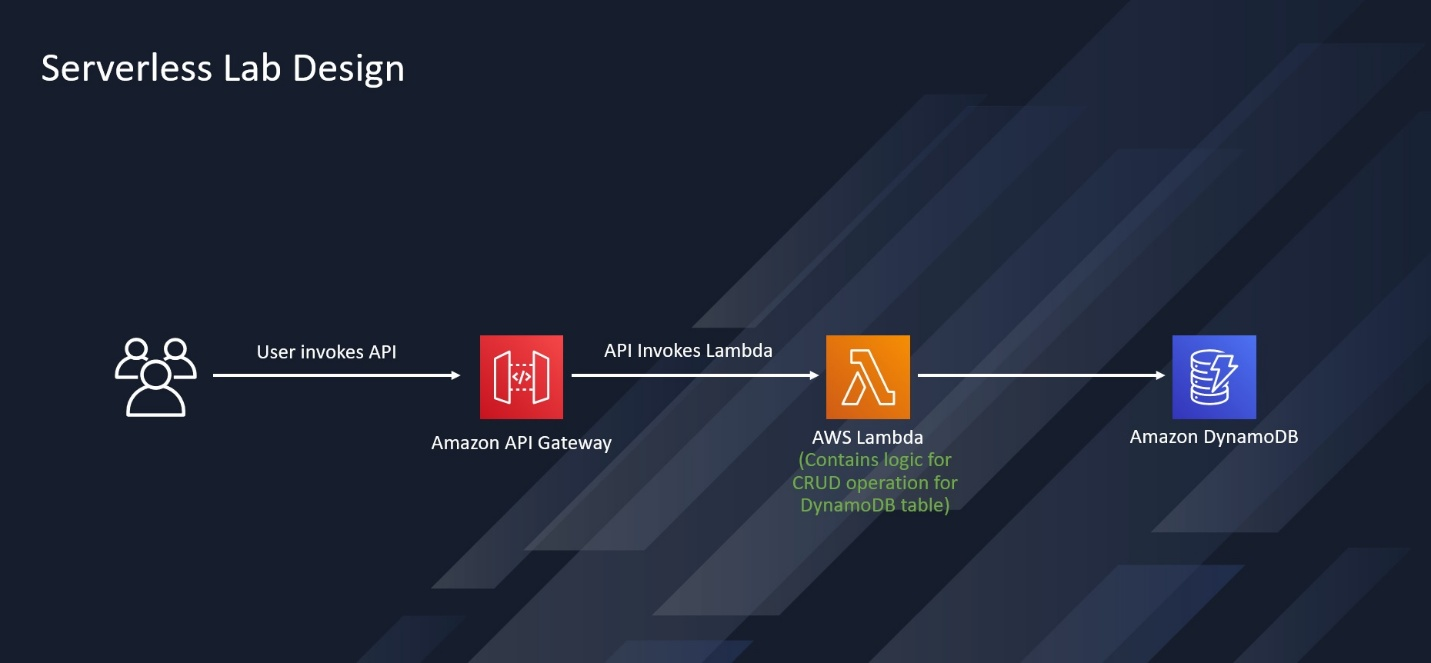 Serverless Lab Design
User invokes API
API Invokes Lambda
Amazon API Gateway
AWS Lambda
(Contains logic for
CRUD operation for
DynamoDB table)
Amazon DynamoDB